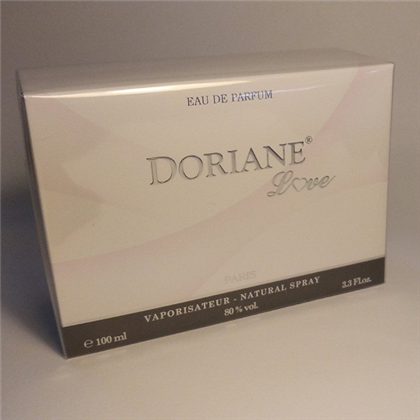 EAU DE PARFUM
DORIANE®
Love
PARIS
VAPORISATEUR - NATURAL SPRAY
℮ 100 ml 80% vol. 3.3 Fl.oz.